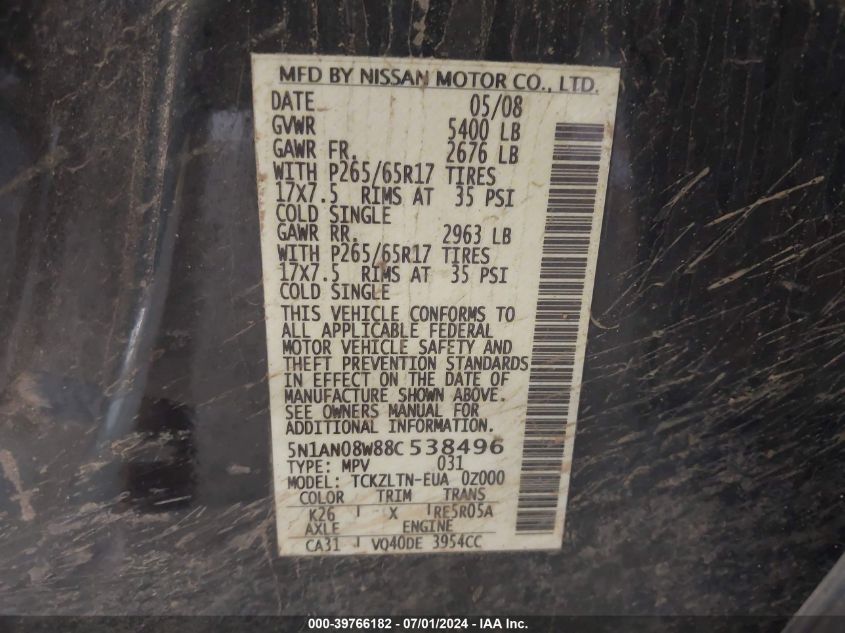 MFD BY NISSAN MOTOR CO., LTD.
DATE 05/08
GVWR 5400 LB
GAWR FR. 2676 LB
WITH P265/65R17 TIRES
17X7.5 RIMS AT 35 PSI
COLD SINGLE
GAWR RR. 2963 LB
WITH P265/65R17 TIRES
17X7.5 RIMS AT 35 PSI
COLD SINGLE
THIS VEHICLE CONFORMS TO
ALL APPLICABLE FEDERAL
MOTOR VEHICLE SAFETY AND
THEFT PREVENTION STANDARDS
IN EFFECT ON THE DATE OF
MANUFACTURE SHOWN ABOVE.
SEE OWNERS MANUAL FOR
ADDITIONAL INFORMATION.
5N1AN08W88C538496
TYPE: MPV 031
MODEL: TCKZLTN-EUA 0Z000
COLOR TRIM TRANS
K26 X RE5R05A
AXLE ENGINE
CA31 VQ40DE 3954CC
000-39766182 - 07/01/2024 - IAA Inc.